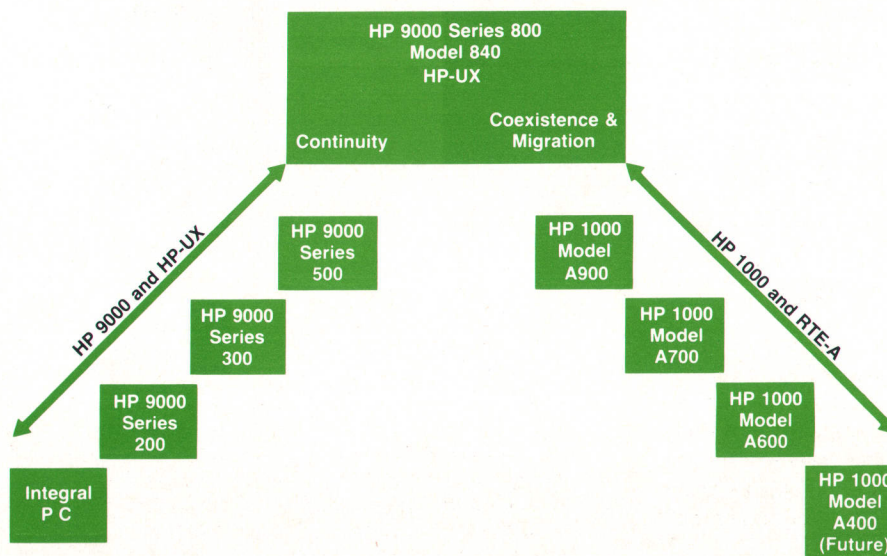 HP 9000 Series 800
Model 840
HP-UX
Continuity
Coexistence &
Migration
HP 9000 and HP-UX
HP 1000 and RTE-A
HP 9000
Series
500
HP 1000
Model
A900
HP 9000
Series
300
HP 1000
Model
A700
HP 9000
Series
200
HP 1000
Model
A600
Integral
P C
HP 1000
Model
A400
(Future)